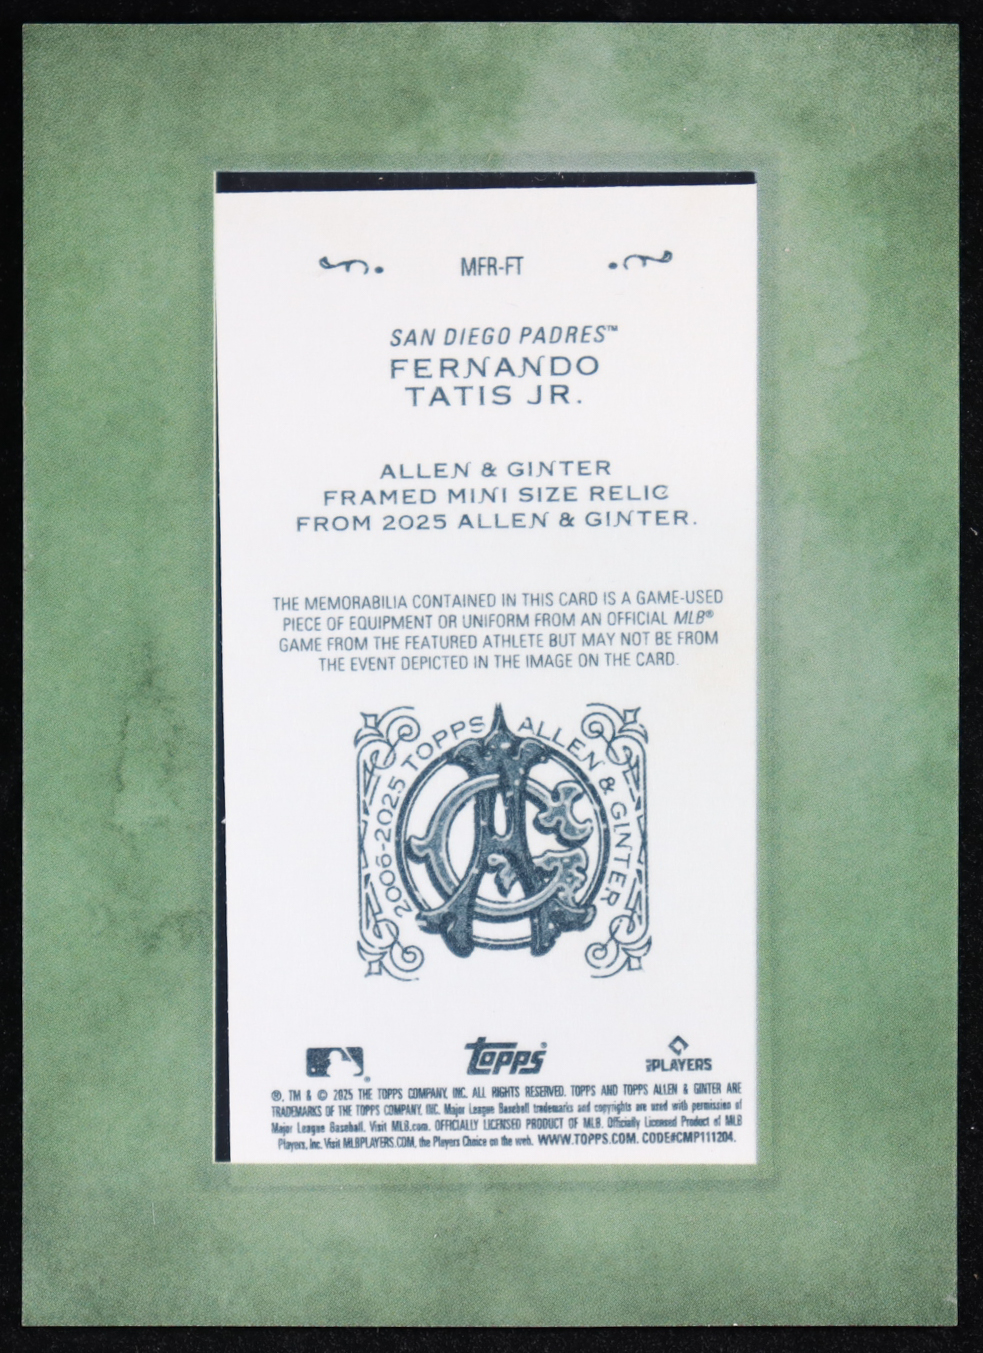 MFR-FT
SAN DIEGO PADRES™
FERNANDO
TATIS JR.
ALLEN & GINTER
FRAMED MINI SIZE RELIC
FROM 2025 ALLEN & GINTER.
THE MEMORABILIA CONTAINED IN THIS CARD IS A GAME-USED
PIECE OF EQUIPMENT OR UNIFORM FROM AN OFFICIAL MLB®
GAME FROM THE FEATURED ATHLETE BUT MAY NOT BE FROM
THE EVENT DEPICTED IN THE IMAGE ON THE CARD.
2006-2025 TOPPS ALLEN & GINTER
AG
topps®
MLB PLAYERS
®, TM & © 2025 THE TOPPS COMPANY, INC. ALL RIGHTS RESERVED. TOPPS AND TOPPS ALLEN & GINTER ARE
TRADEMARKS OF THE TOPPS COMPANY, INC. Major League Baseball trademarks and copyrights are used with permission of
Major League Baseball. Visit MLB.com. OFFICIALLY LICENSED PRODUCT OF MLB. Officially Licensed Product of MLB
Players, Inc. Visit MLBPLAYERS.COM, the Players Choice on the web. WWW.TOPPS.COM. CODE#CMP111204.